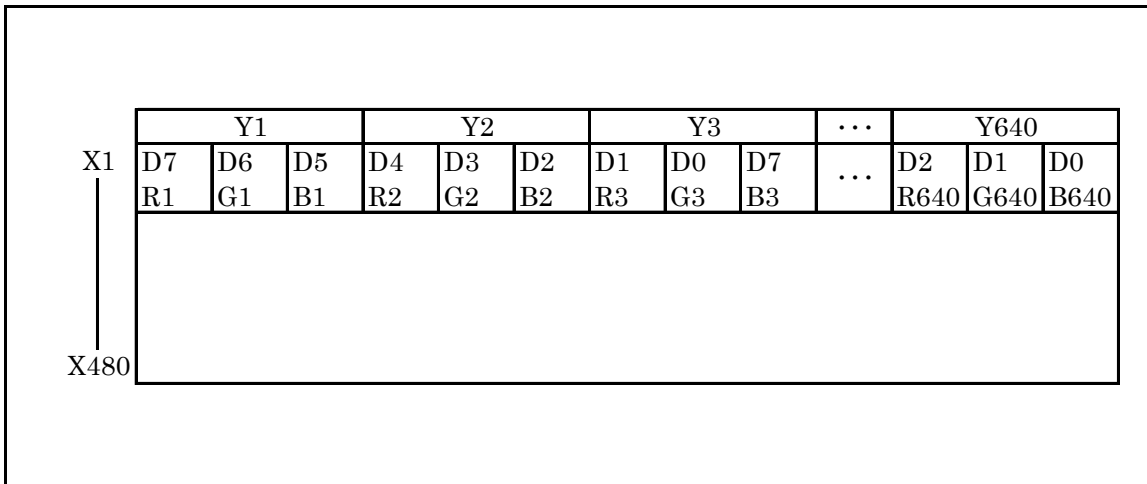 Y1 Y2 Y3 ··· Y640
X1 D7 D6 D5 D4 D3 D2 D1 D0 D7 ··· D2 D1 D0
R1 G1 B1 R2 G2 B2 R3 G3 B3 R640 G640 B640
X480